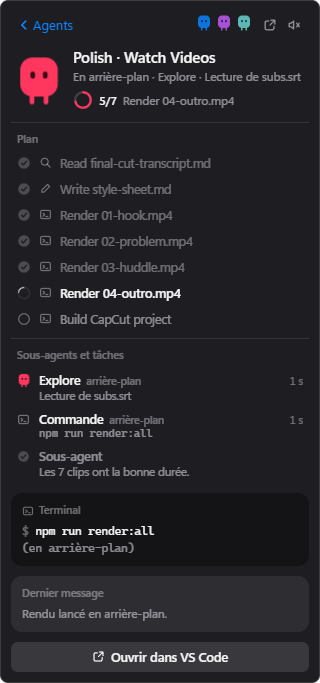 Agents
Polish · Watch Videos
En arrière-plan · Explore · Lecture de subs.srt
5/7 Render 04-outro.mp4
Plan
Read final-cut-transcript.md
Write style-sheet.md
Render 01-hook.mp4
Render 02-problem.mp4
Render 03-huddle.mp4
Render 04-outro.mp4
Build CapCut project
Sous-agents et tâches
Explore arrière-plan 1 s
Lecture de subs.srt
Commande arrière-plan 1 s
npm run render:all
Sous-agent
Les 7 clips ont la bonne durée.
Terminal
$ npm run render:all
(en arrière-plan)
Dernier message
Rendu lancé en arrière-plan.
Ouvrir dans VS Code